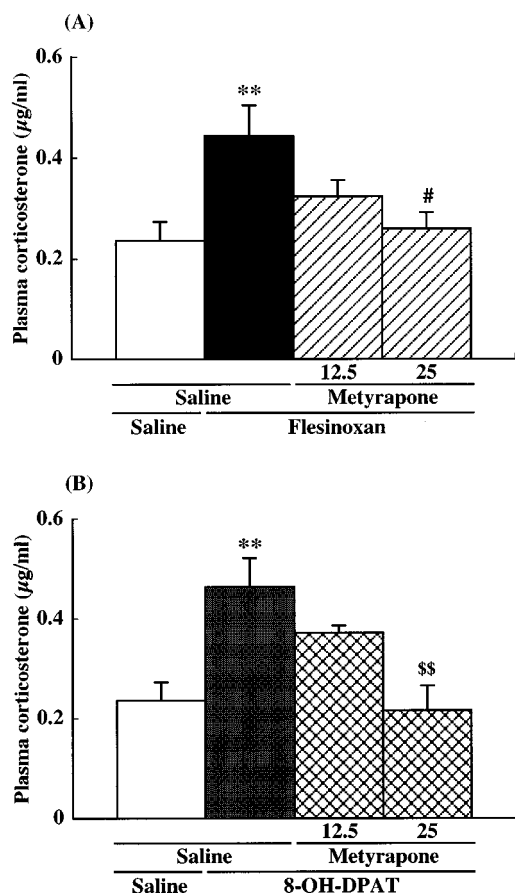 (A)
Plasma corticosterone (µg/ml)
0.6
**
0.4
#
0.2
0
12.5 25
Saline Metyrapone
Saline Flesinoxan
(B)
Plasma corticosterone (µg/ml)
0.6
**
0.4
$$
0.2
0
12.5 25
Saline Metyrapone
Saline 8-OH-DPAT